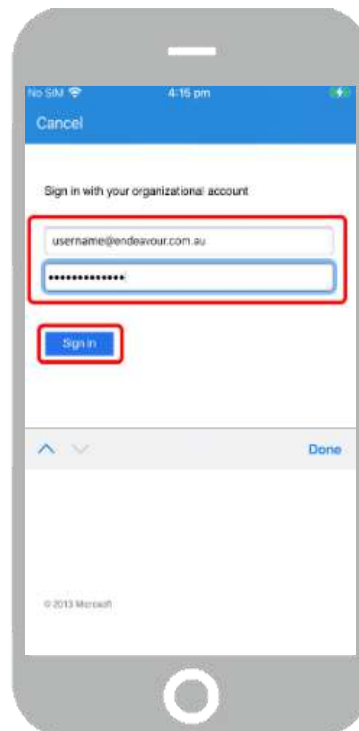 No SIM 4:15 pm
Cancel
Sign in with your organizational account
username@endeavour.com.au
•••••••••••••
Sign in
Done
© 2013 Microsoft